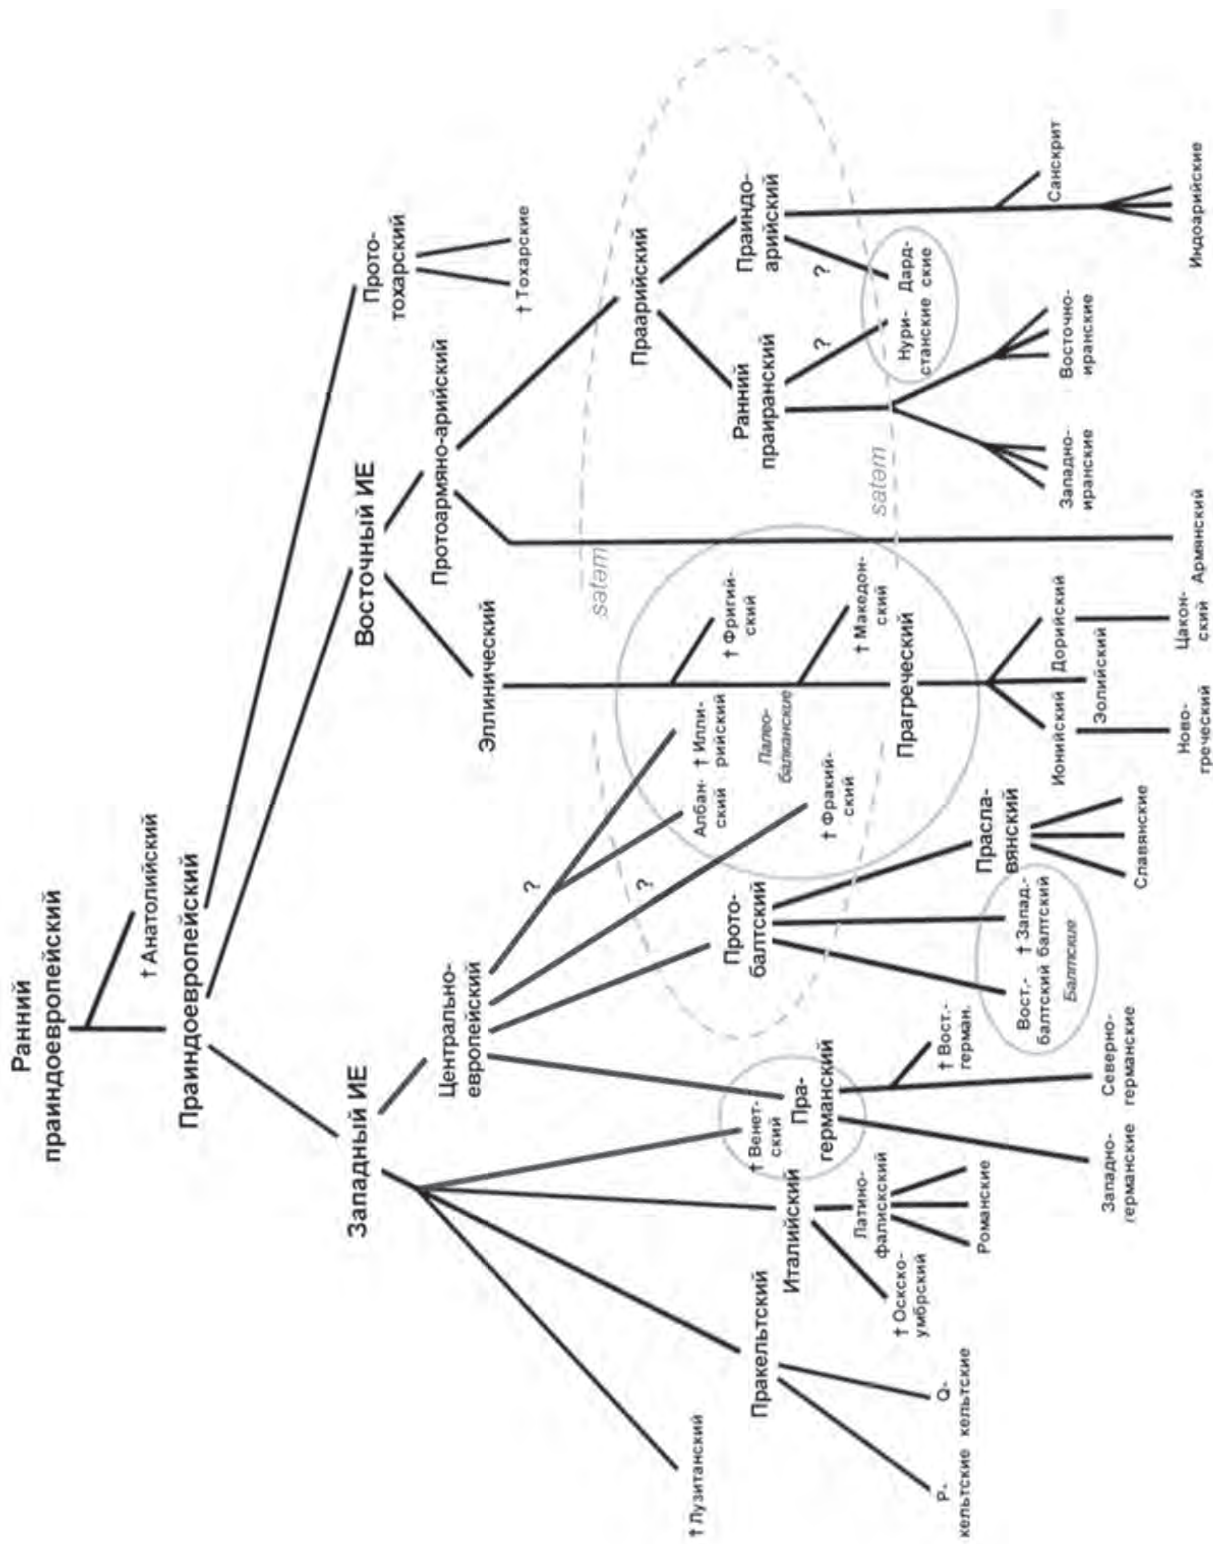 Ранний
праиндоевропейский
† Анатолийский
Праиндоевропейский
Западный ИЕ
Восточный ИЕ
Прото-
тохарский
† Тохарские
Центрально-
европейский
Эллинический
Протоармяно-арийский
Праарийский
satəm
satəm
† Лузитанский
Пракельтский
P-
кельтские
Q-
кельтские
Италийский
† Оскско-
умбрский
Латино-
фалискский
Романские
† Венет-
ский
Пра-
германский
Западно-
германские
Северно-
германские
† Вост.-
герман.
?
?
Прото-
балтский
Вост.-
балтский
† Запад.-
балтский
Балтские
Прасла-
вянский
Славянские
Албан-
ский
† Илли-
рийский
† Фракий-
ский
Палео-
балканские
† Фригий-
ский
† Македон-
ский
Прагреческий
Ионийский
Эолийский
Дорийский
Ново-
греческий
Цакон-
ский
Армянский
Ранний
праиранский
Праиндо-
арийский
?
?
Нури-
станские
Дард-
ские
Западно-
иранские
Восточно-
иранские
Санскрит
Индоарийские